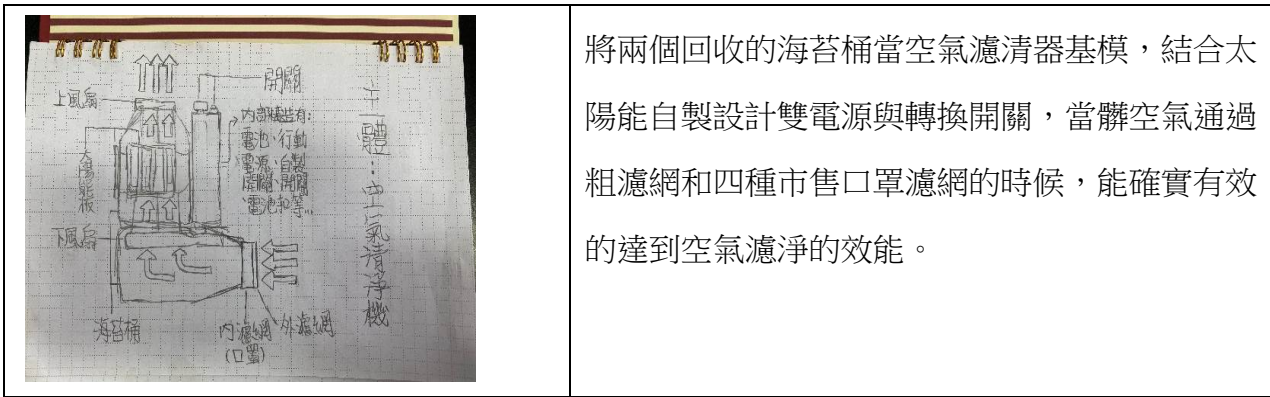 開關
上風扇
內部構造有:
電池、行動
電源、自製
開關、開關
、電池和等...
太陽能板
下風扇
海苔桶
內濾網
(口罩)
外濾網
主體:空氣清淨機
將兩個回收的海苔桶當空氣濾清器基模，結合太
陽能自製設計雙電源與轉換開關，當髒空氣通過
粗濾網和四種市售口罩濾網的時候，能確實有效
的達到空氣濾淨的效能。